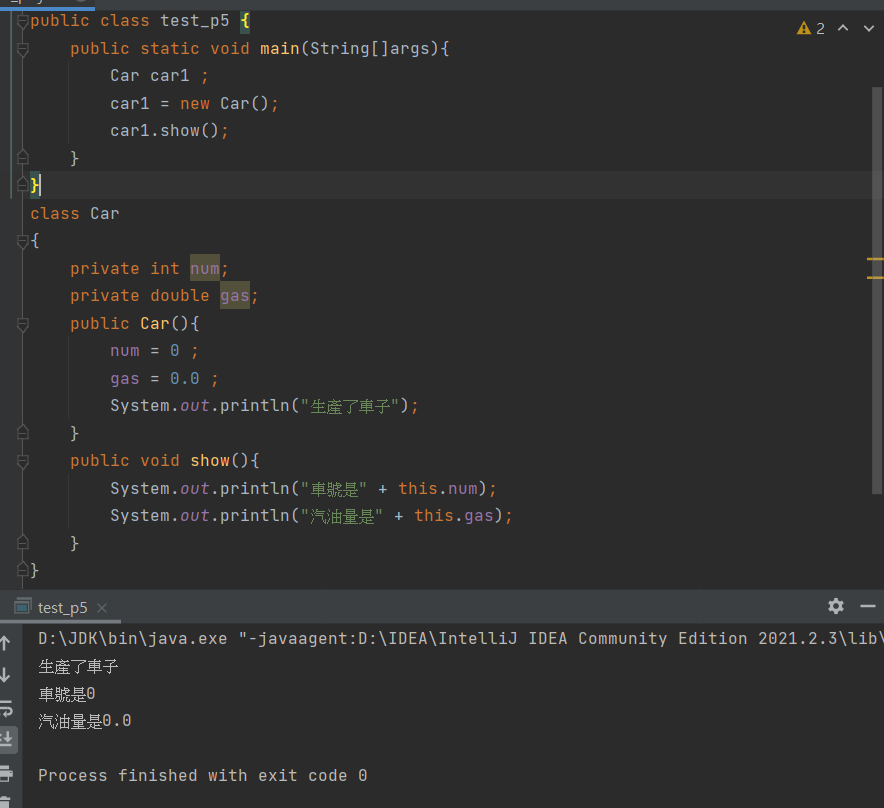 public class test_p5 {
2
public static void main(String[]args){
Car car1 ;
car1 = new Car();
car1.show();
}
}
class Car
{
private int num;
private double gas;
public Car(){
num = 0 ;
gas = 0.0 ;
System.out.println("生產了車子");
}
public void show(){
System.out.println("車號是" + this.num);
System.out.println("汽油量是" + this.gas);
}
}
test_p5
D:\JDK\bin\java.exe "-javaagent:D:\IDEA\IntelliJ IDEA Community Edition 2021.2.3\lib\
生產了車子
車號是0
汽油量是0.0
Process finished with exit code 0